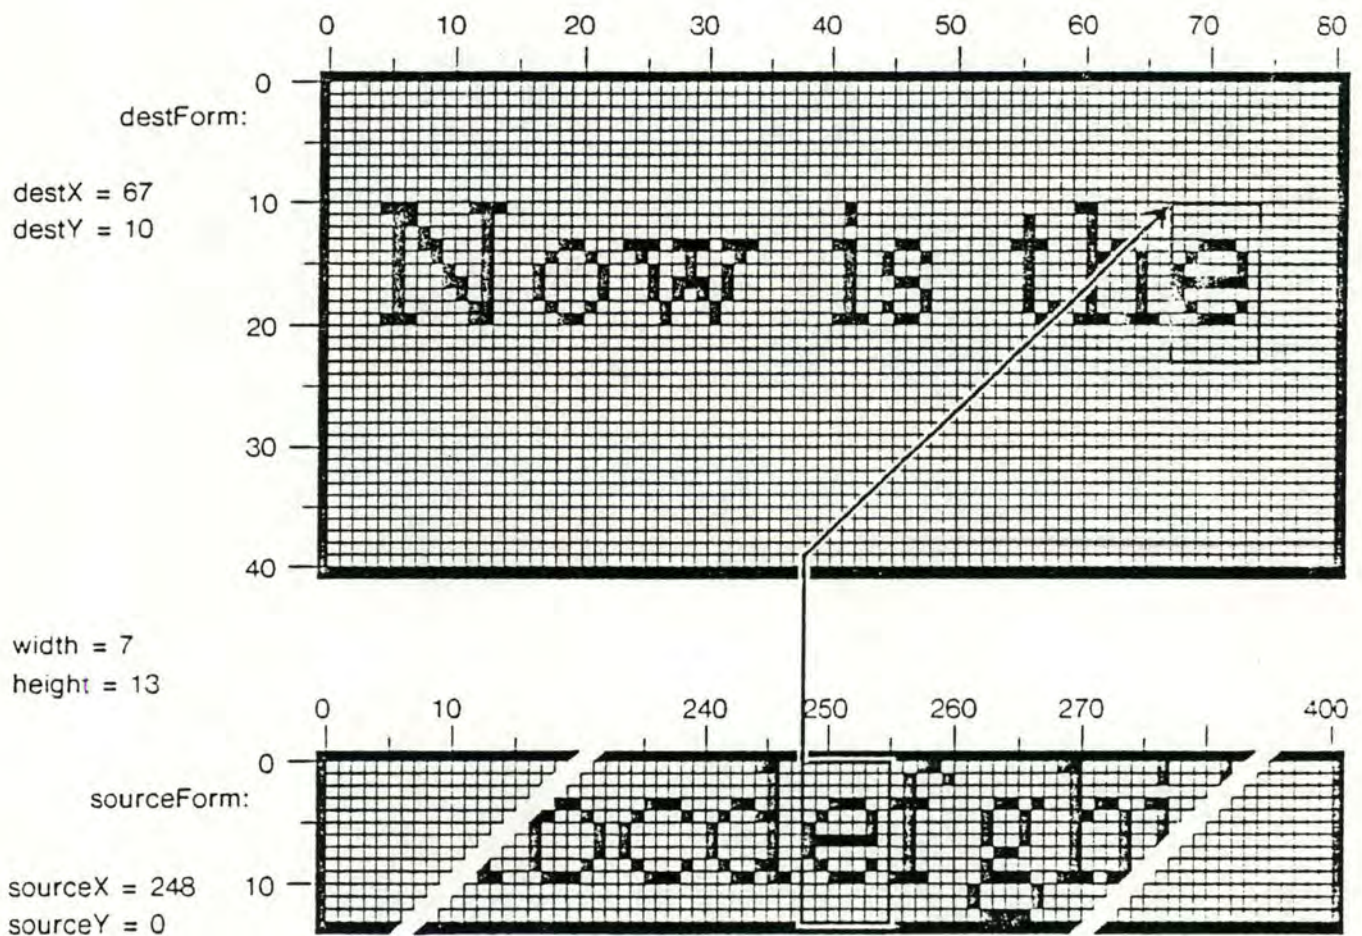 0 10 20 30 40 50 60 70 80
0
destForm:
destX = 67
10
destY = 10
Now is the
20
30
40
width = 7
height = 13
0 10 240 250 260 270 400
0
sourceForm:
sourceX = 248
10
sourceY = 0